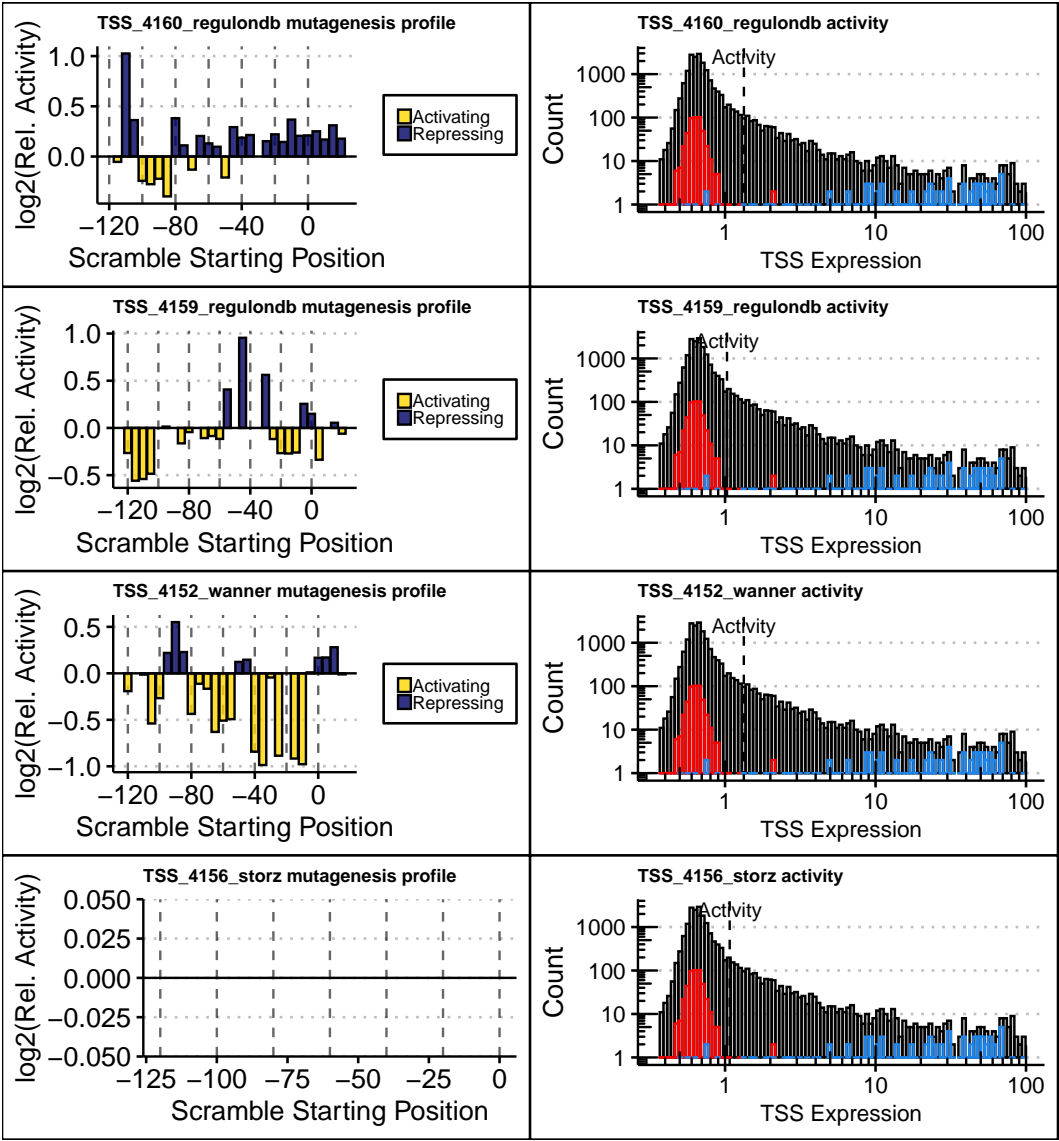 TSS_4160_regulondb mutagenesis profile
log2(Rel. Activity)
1.0
0.5
0.0
−120 −80 −40 0
Scramble Starting Position
Activating
Repressing
TSS_4160_regulondb activity
Activity
Count
1000
100
10
1
1 10 100
TSS Expression
TSS_4159_regulondb mutagenesis profile
log2(Rel. Activity)
1.0
0.5
0.0
−0.5
−120 −80 −40 0
Scramble Starting Position
Activating
Repressing
TSS_4159_regulondb activity
Activity
Count
1000
100
10
1
1 10 100
TSS Expression
TSS_4152_wanner mutagenesis profile
log2(Rel. Activity)
0.5
0.0
−0.5
−1.0
−120 −80 −40 0
Scramble Starting Position
Activating
Repressing
TSS_4152_wanner activity
Activity
Count
1000
100
10
1
1 10 100
TSS Expression
TSS_4156_storz mutagenesis profile
log2(Rel. Activity)
0.050
0.025
0.000
−0.025
−0.050
−125 −100 −75 −50 −25 0
Scramble Starting Position
TSS_4156_storz activity
Activity
Count
1000
100
10
1
1 10 100
TSS Expression